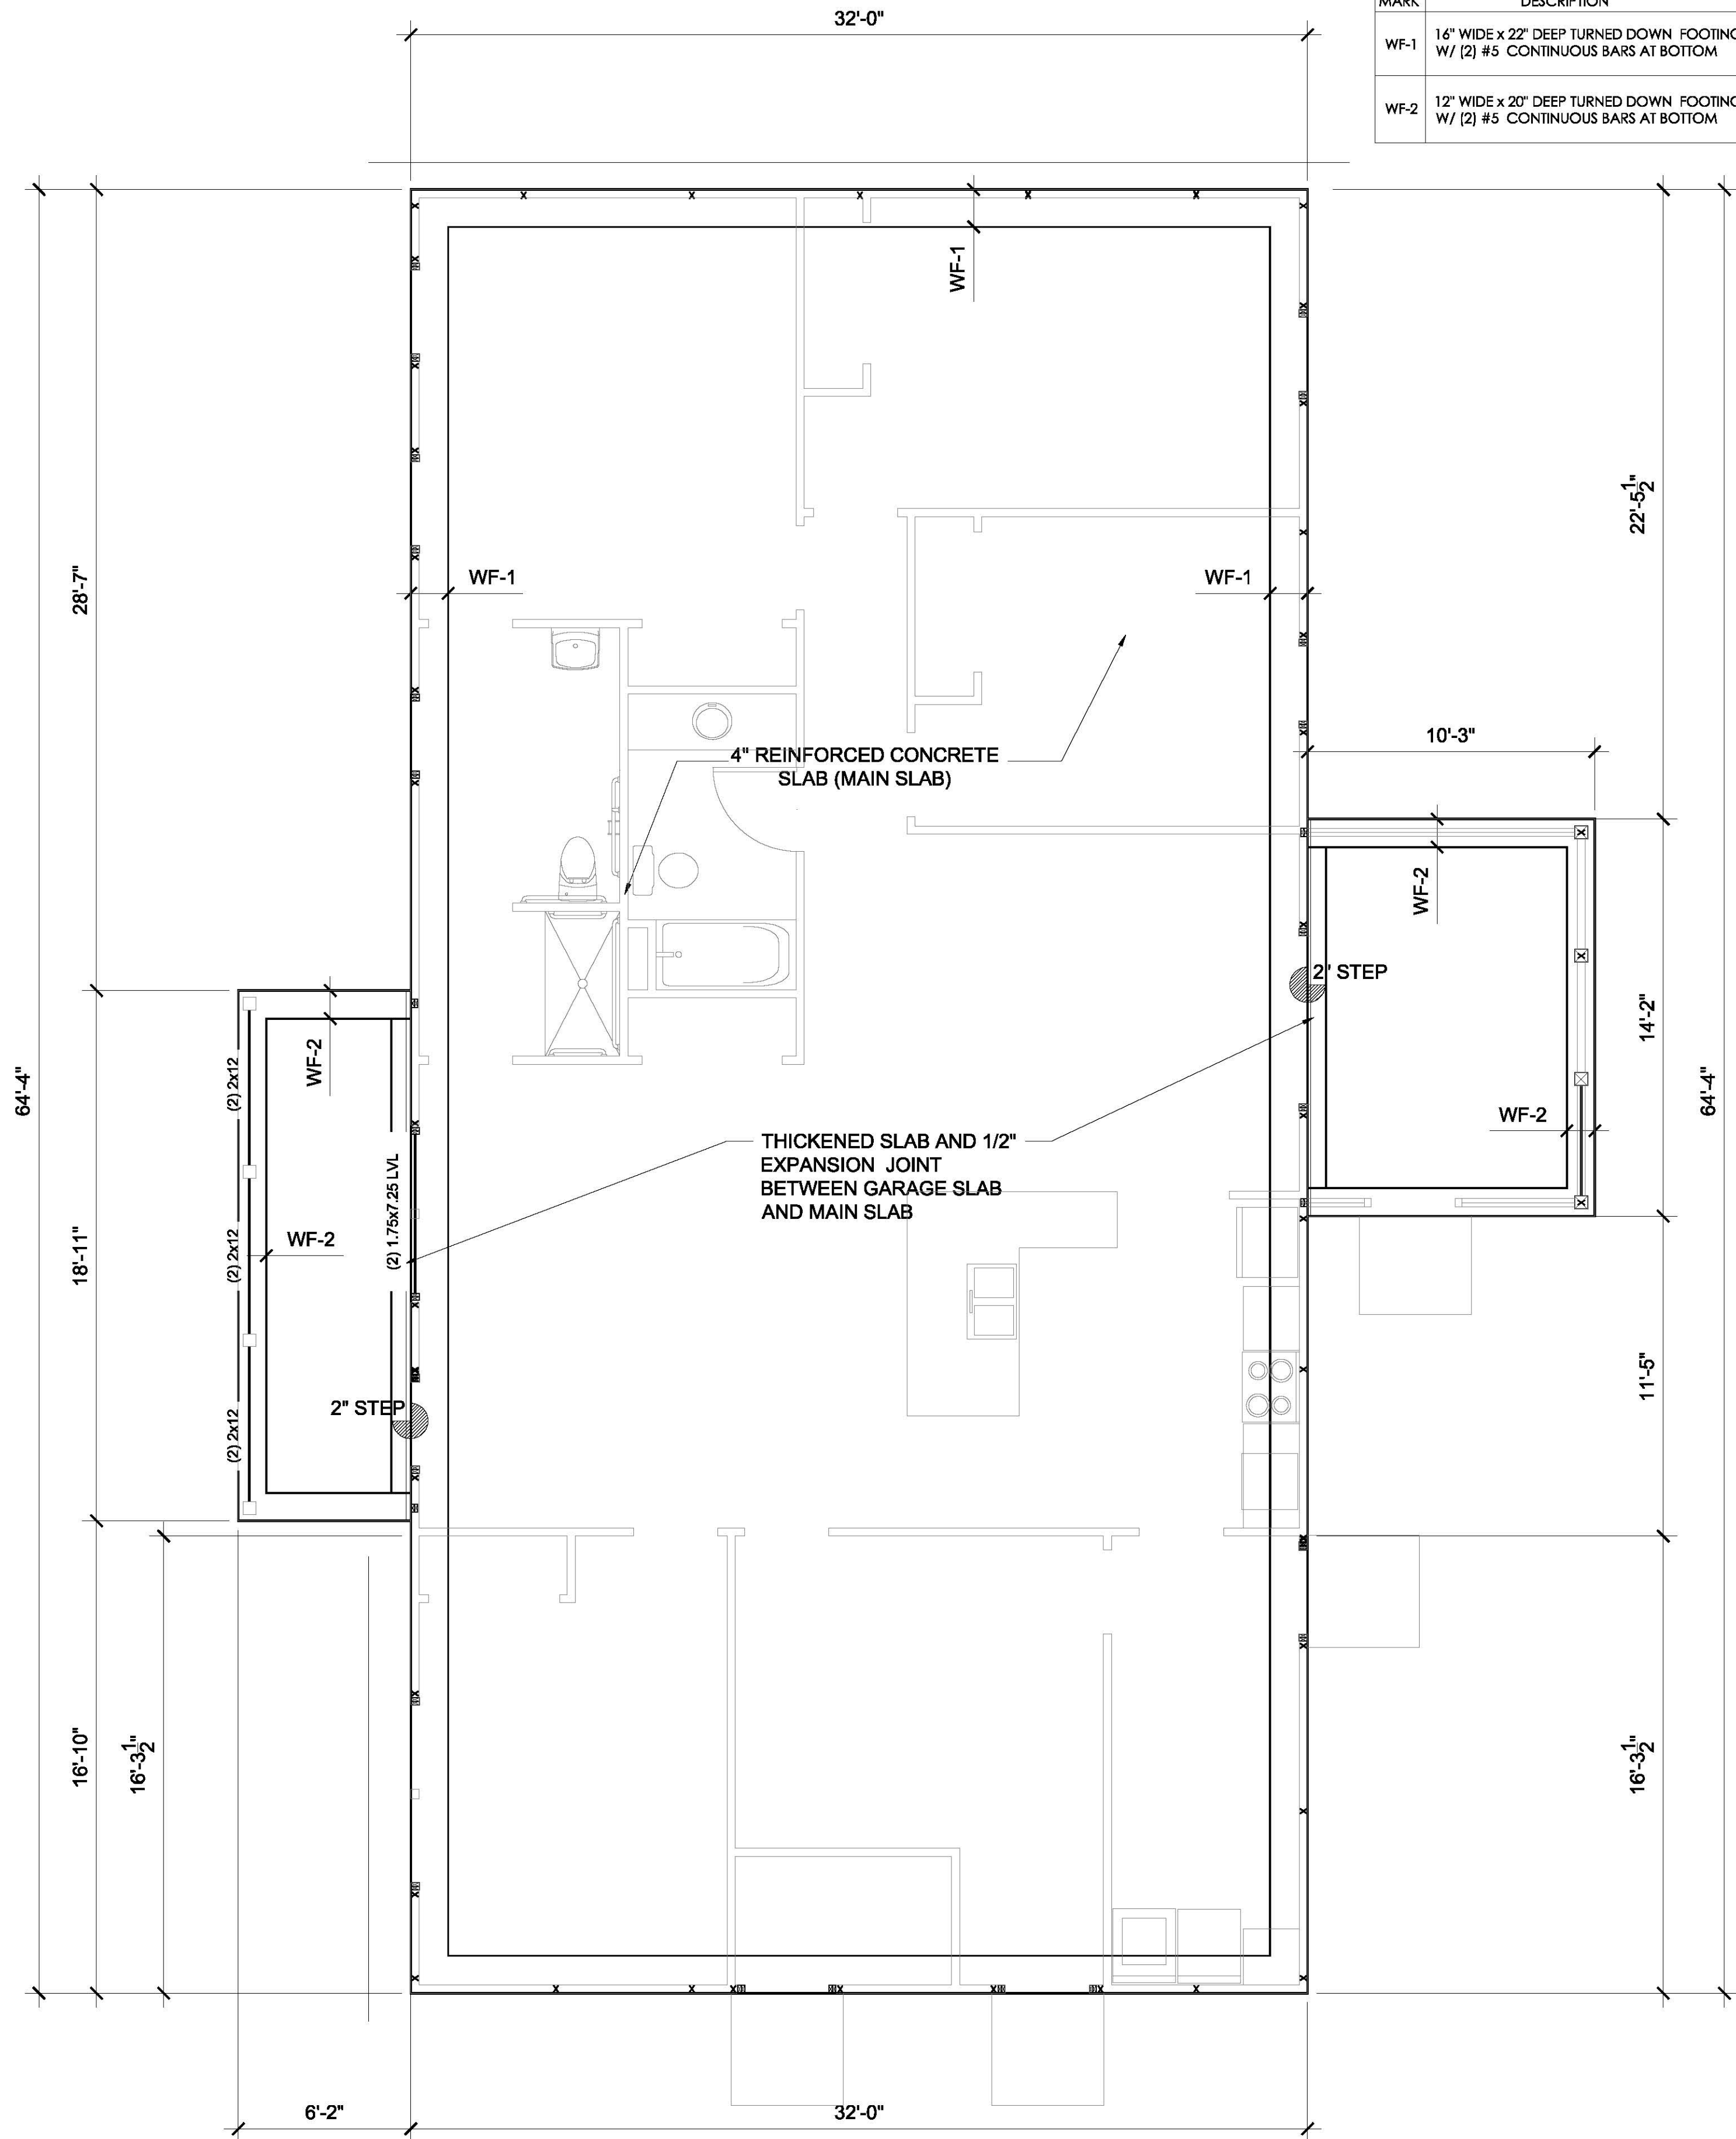 32'-0"
MARK DESCRIPTION
WF-1 16" WIDE x 22" DEEP TURNED DOWN FOOTING
W/ (2) #5 CONTINUOUS BARS AT BOTTOM
WF-2 12" WIDE x 20" DEEP TURNED DOWN FOOTING
W/ (2) #5 CONTINUOUS BARS AT BOTTOM
WF-1
22'-5 1/2"
28'-7"
WF-1
WF-1
10'-3"
4" REINFORCED CONCRETE
SLAB (MAIN SLAB)
WF-2
2' STEP
14'-2"
WF-2
(2) 2x12
64'-4"
64'-4"
WF-2
THICKENED SLAB AND 1/2"
EXPANSION JOINT
BETWEEN GARAGE SLAB
AND MAIN SLAB
(2) 1.75x7.25 LVL
WF-2
(2) 2x12
18'-11"
11'-5"
2" STEP
(2) 2x12
16'-10"
16'-3 1/2"
16'-3 1/2"
6'-2"
32'-0"